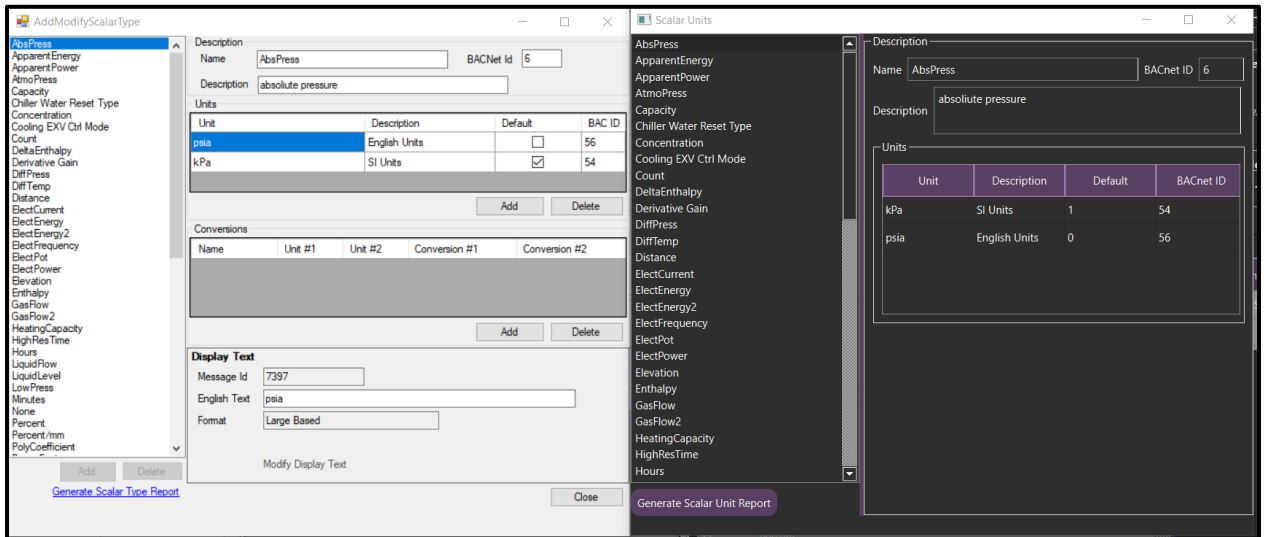 AddModifyScalarType
AbsPress
ApparentEnergy
ApparentPower
AtmoPress
Capacity
Chiller Water Reset Type
Concentration
Cooling EXV Ctrl Mode
Count
DeltaEnthalpy
Derivative Gain
DiffPress
DiffTemp
Distance
ElectCurrent
ElectEnergy
ElectEnergy2
ElectFrequency
ElectPot
ElectPower
Elevation
Enthalpy
GasFlow
GasFlow2
HeatingCapacity
HighResTime
Hours
LiquidFlow
LiquidLevel
LowPress
Minutes
None
Percent
Percent/mm
PolyCoefficient
Add Delete
Generate Scalar Type Report
Description
Name AbsPress BACNet Id 6
Description absoliute pressure
Units
Unit Description Default BAC ID
psia English Units 56
kPa SI Units 54
Add Delete
Conversions
Name Unit #1 Unit #2 Conversion #1 Conversion #2
Add Delete
Display Text
Message Id 7397
English Text psia
Format Large Based
Modify Display Text
Close
Scalar Units
AbsPress
ApparentEnergy
ApparentPower
AtmoPress
Capacity
Chiller Water Reset Type
Concentration
Cooling EXV Ctrl Mode
Count
DeltaEnthalpy
Derivative Gain
DiffPress
DiffTemp
Distance
ElectCurrent
ElectEnergy
ElectEnergy2
ElectFrequency
ElectPot
ElectPower
Elevation
Enthalpy
GasFlow
GasFlow2
HeatingCapacity
HighResTime
Hours
Generate Scalar Unit Report
Description
Name AbsPress BACnet ID 6
Description absoliute pressure
Units
Unit Description Default BACnet ID
kPa SI Units 1 54
psia English Units 0 56